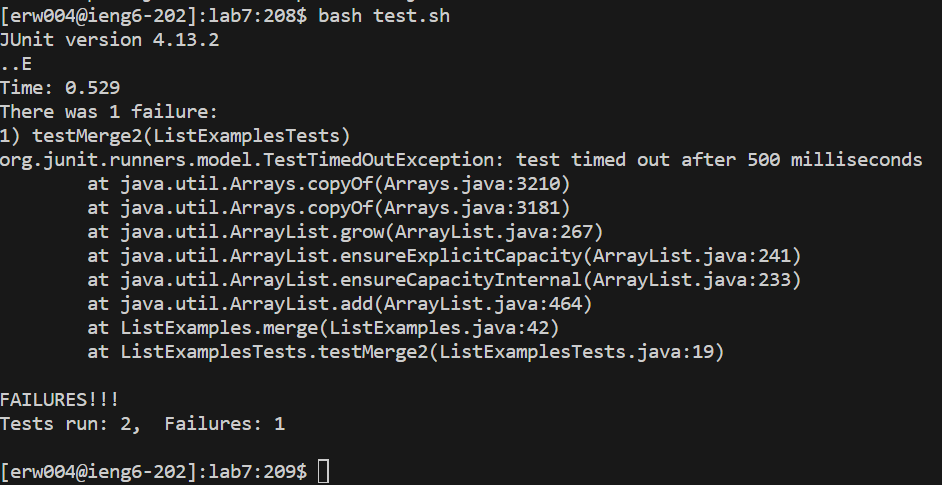 [erw004@ieng6-202]:lab7:208$ bash test.sh
JUnit version 4.13.2
..E
Time: 0.529
There was 1 failure:
1) testMerge2(ListExamplesTests)
org.junit.runners.model.TestTimedOutException: test timed out after 500 milliseconds
        at java.util.Arrays.copyOf(Arrays.java:3210)
        at java.util.Arrays.copyOf(Arrays.java:3181)
        at java.util.ArrayList.grow(ArrayList.java:267)
        at java.util.ArrayList.ensureExplicitCapacity(ArrayList.java:241)
        at java.util.ArrayList.ensureCapacityInternal(ArrayList.java:233)
        at java.util.ArrayList.add(ArrayList.java:464)
        at ListExamples.merge(ListExamples.java:42)
        at ListExamplesTests.testMerge2(ListExamplesTests.java:19)

FAILURES!!!
Tests run: 2,  Failures: 1

[erw004@ieng6-202]:lab7:209$